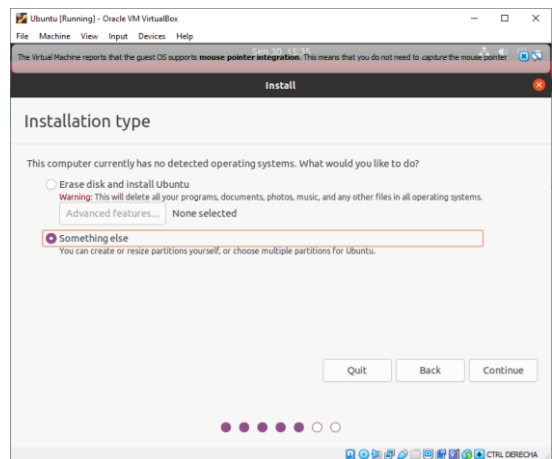 Ubuntu [Running] - Oracle VM VirtualBox
File Machine View Input Devices Help
Sep 30 15:35
The Virtual Machine reports that the guest OS supports mouse pointer integration. This means that you do not need to capture the mouse pointer
Install
Installation type
This computer currently has no detected operating systems. What would you like to do?
Erase disk and install Ubuntu
Warning: This will delete all your programs, documents, photos, music, and any other files in all operating systems.
Advanced features... None selected
Something else
You can create or resize partitions yourself, or choose multiple partitions for Ubuntu.
Quit Back Continue
CTRL DERECHA